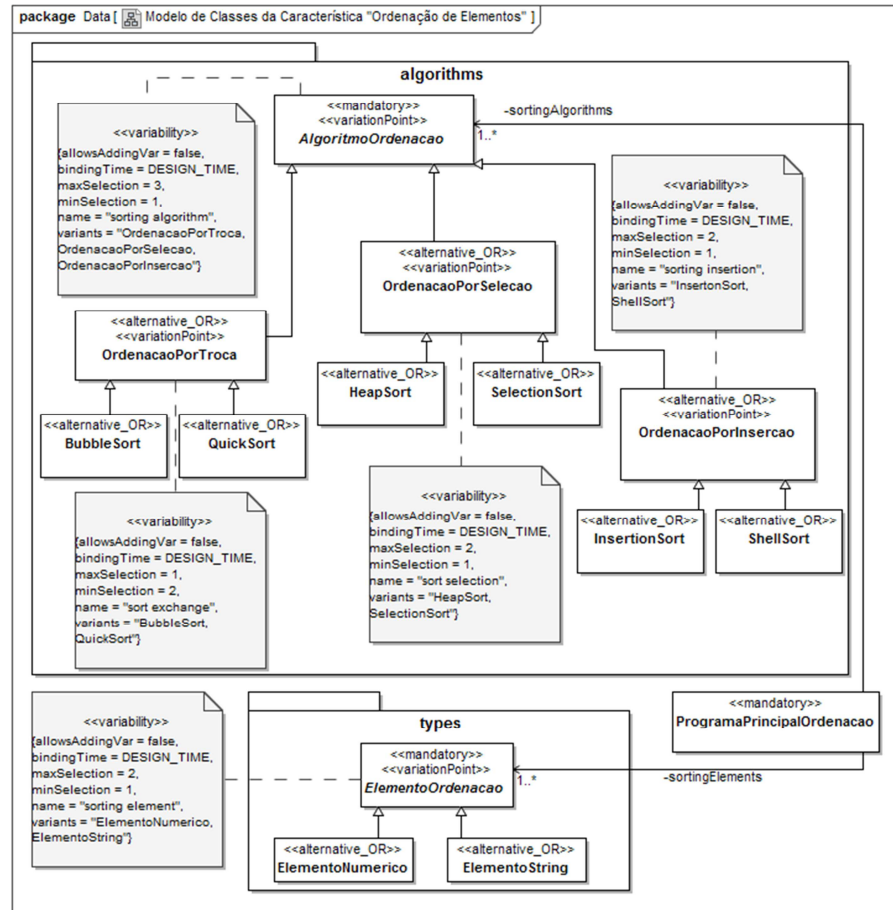 package Data [ Modelo de Classes da Característica "Ordenação de Elementos" ]
algorithms
<<mandatory>>
<<variationPoint>>
AlgoritmoOrdenacao
-sortingAlgorithms
1..*
<<variability>>
{allowsAddingVar = false,
bindingTime = DESIGN_TIME,
maxSelection = 3,
minSelection = 1,
name = "sorting algorithm",
variants = "OrdenacaoPorTroca,
OrdenacaoPorSelecao,
OrdenacaoPorInsercao"}
<<variability>>
{allowsAddingVar = false,
bindingTime = DESIGN_TIME,
maxSelection = 2,
minSelection = 1,
name = "sorting insertion",
variants = "InsertonSort,
ShellSort"}
<<alternative_OR>>
<<variationPoint>>
OrdenacaoPorSelecao
<<alternative_OR>>
<<variationPoint>>
OrdenacaoPorTroca
<<alternative_OR>>
HeapSort
<<alternative_OR>>
SelectionSort
<<alternative_OR>>
<<variationPoint>>
OrdenacaoPorInsercao
<<alternative_OR>>
BubbleSort
<<alternative_OR>>
QuickSort
<<variability>>
{allowsAddingVar = false,
bindingTime = DESIGN_TIME,
maxSelection = 1,
minSelection = 2,
name = "sort exchange",
variants = "BubbleSort,
QuickSort"}
<<variability>>
{allowsAddingVar = false,
bindingTime = DESIGN_TIME,
maxSelection = 2,
minSelection = 1,
name = "sort selection",
variants = "HeapSort,
SelectionSort"}
<<alternative_OR>>
InsertionSort
<<alternative_OR>>
ShellSort
<<variability>>
{allowsAddingVar = false,
bindingTime = DESIGN_TIME,
maxSelection = 2,
minSelection = 1,
name = "sorting element",
variants = "ElementoNumerico,
ElementoString"}
types
<<mandatory>>
<<variationPoint>>
ElementoOrdenacao
1..*
-sortingElements
<<mandatory>>
ProgramaPrincipalOrdenacao
<<alternative_OR>>
ElementoNumerico
<<alternative_OR>>
ElementoString